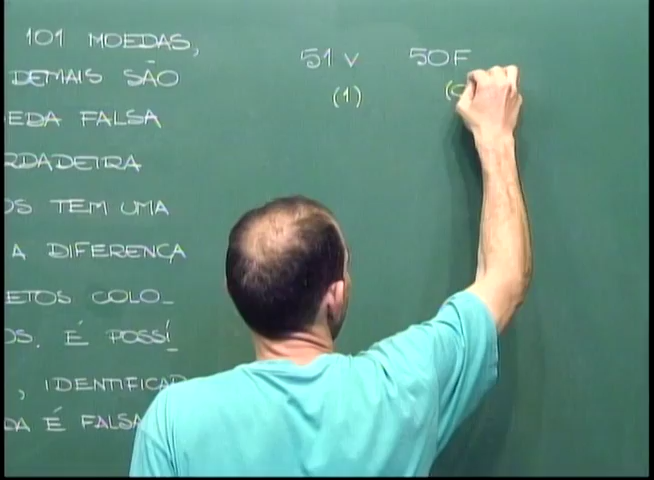 101 MOEDAS,
DEMAIS SÃO
EDA FALSA
RDADEIRA
OS TEM UMA
A DIFERENÇA
ETOS COLO_
OS. É POSSÍ_
, IDENTIFICAR
DA É FALSA
51 V 50 F
(1) (